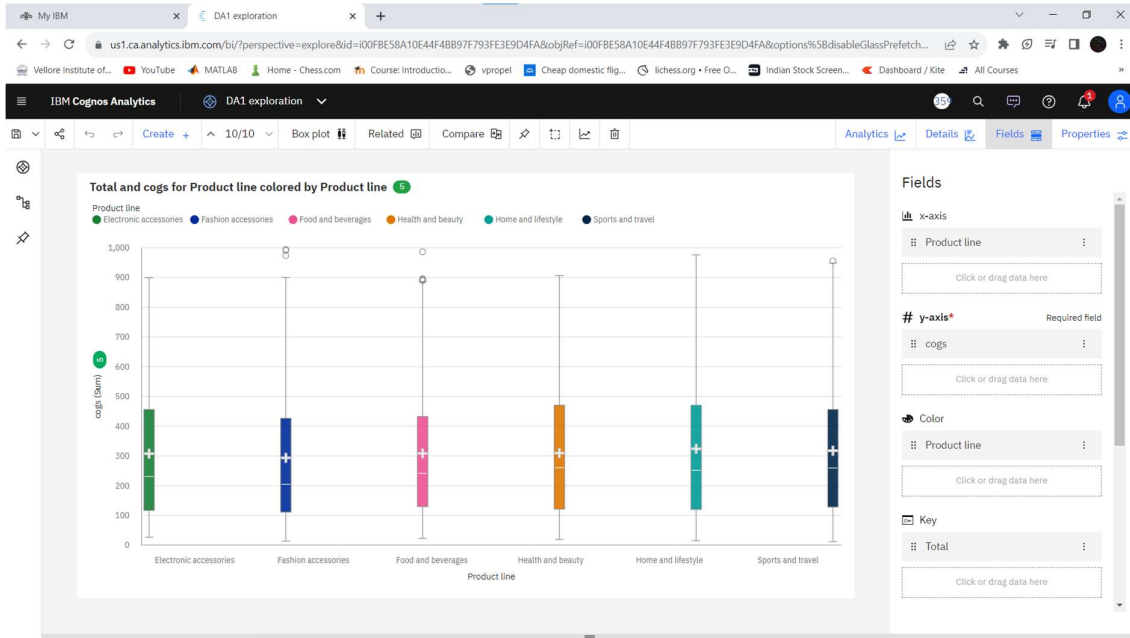 My IBM
DA1 exploration
us1.ca.analytics.ibm.com/bi/?perspective=explore&id=i00FBE58A10E44F4BB97F793FE3E9D4FA&objRef=i00FBE58A10E44F4BB97F793FE3E9D4FA&options%5BdisableGlassPrefetch...
Vellore Institute of... YouTube MATLAB Home - Chess.com Course: Introductio... vpropel Cheap domestic flig... lichess.org • Free O... Indian Stock Screen... Dashboard / Kite All Courses »
IBM Cognos Analytics DA1 exploration
1
Create + 10/10 Box plot Related Compare Analytics Details Fields Properties
Total and cogs for Product line colored by Product line 5
Product line
Electronic accessories Fashion accessories Food and beverages Health and beauty Home and lifestyle Sports and travel
1,000
900
800
700
600
500
400
300
200
100
0
cogs (Sum) 5
Electronic accessories Fashion accessories Food and beverages Health and beauty Home and lifestyle Sports and travel
Product line
Fields
x-axis
Product line
Click or drag data here
y-axis* Required field
cogs
Click or drag data here
Color
Product line
Click or drag data here
Key
Total
Click or drag data here